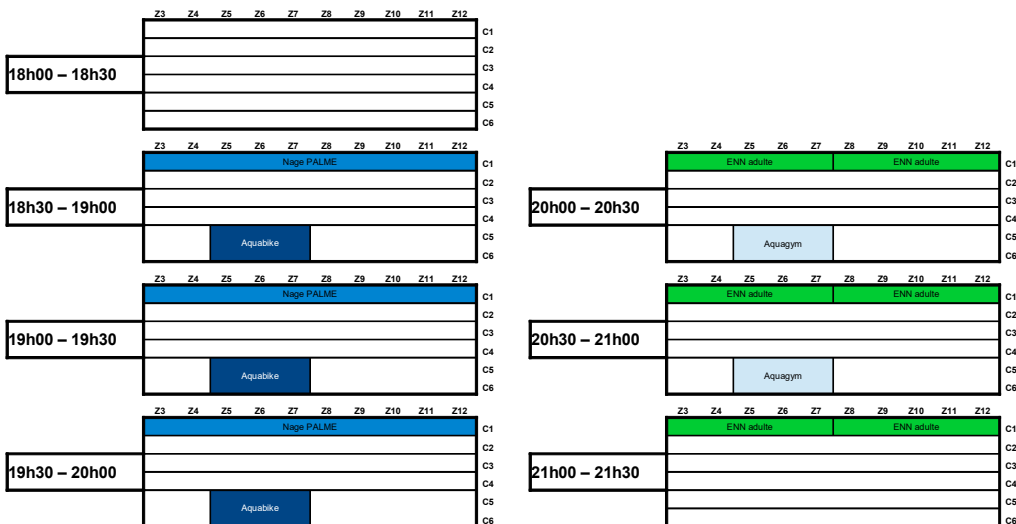 Z3 Z4 Z5 Z6 Z7 Z8 Z9 Z10 Z11 Z12
C1
C2
18h00 – 18h30
C3
C4
C5
C6
Z3 Z4 Z5 Z6 Z7 Z8 Z9 Z10 Z11 Z12
Nage PALME
C1
C2
18h30 – 19h00
C3
C4
Aquabike
C5
C6
Z3 Z4 Z5 Z6 Z7 Z8 Z9 Z10 Z11 Z12
Nage PALME
C1
C2
19h00 – 19h30
C3
C4
Aquabike
C5
C6
Z3 Z4 Z5 Z6 Z7 Z8 Z9 Z10 Z11 Z12
Nage PALME
C1
C2
19h30 – 20h00
C3
C4
Aquabike
C5
C6
Z3 Z4 Z5 Z6 Z7 Z8 Z9 Z10 Z11 Z12
ENN adulte ENN adulte
C1
C2
20h00 – 20h30
C3
C4
Aquagym
C5
C6
Z3 Z4 Z5 Z6 Z7 Z8 Z9 Z10 Z11 Z12
ENN adulte ENN adulte
C1
C2
20h30 – 21h00
C3
C4
Aquagym
C5
C6
Z3 Z4 Z5 Z6 Z7 Z8 Z9 Z10 Z11 Z12
ENN adulte ENN adulte
C1
C2
21h00 – 21h30
C3
C4
C5
C6